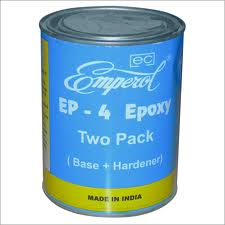 ec
Emperol
EP - 4 Epoxy
Two Pack
( Base + Hardener)
MADE IN INDIA